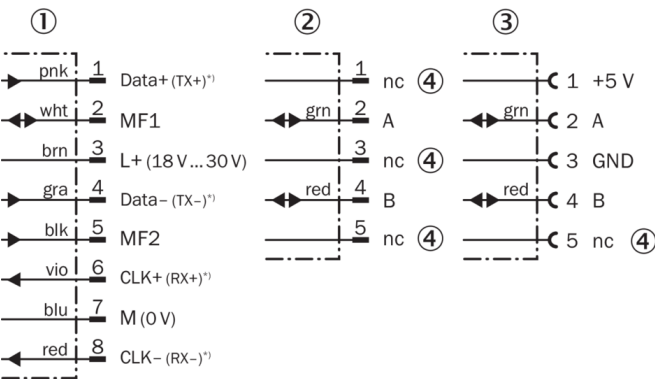 ① ② ③
pnk 1 Data+ (TX+)*)
wht 2 MF1
brn 3 L+ (18 V...30 V)
gra 4 Data– (TX–)*)
blk 5 MF2
vio 6 CLK+ (RX+)*)
blu 7 M (0 V)
red 8 CLK– (RX–)*)
1 nc ④
grn 2 A
3 nc ④
red 4 B
5 nc ④
1 +5 V
grn 2 A
3 GND
red 4 B
5 nc ④